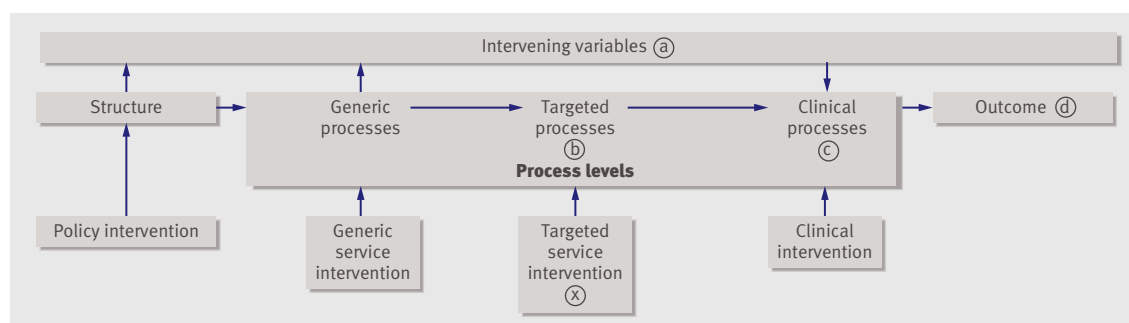 Intervening variables ⓐ
Structure
Generic
processes
Targeted
processes
ⓑ
Clinical
processes
ⓒ
Outcome ⓓ
Process levels
Policy intervention
Generic
service
intervention
Targeted
service
intervention
ⓧ
Clinical
intervention